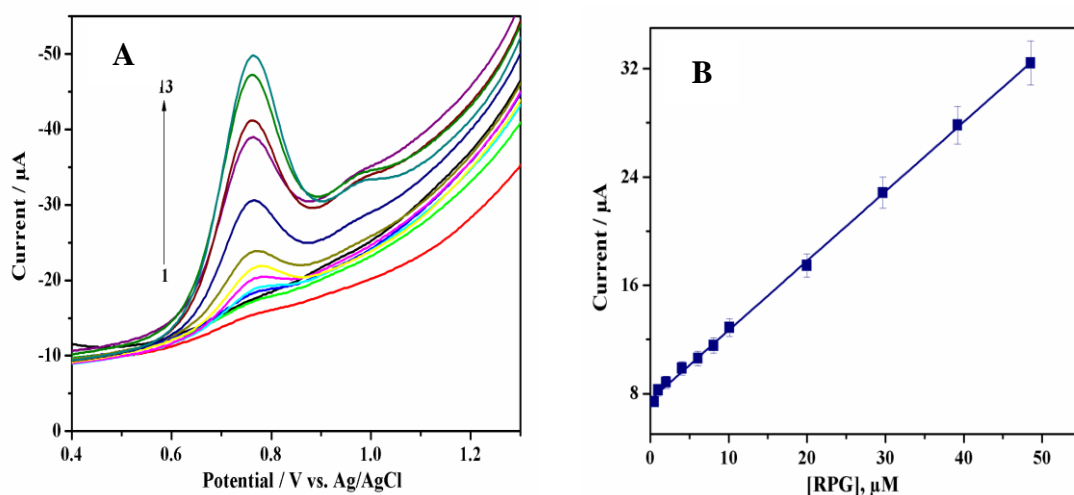 A
-50
-40
-30
-20
-10
0
13
1
0.4 0.6 0.8 1.0 1.2
Current / µA
Potential / V vs. Ag/AgCl
B
32
24
16
8
0 10 20 30 40 50
Current / µA
[RPG], µM